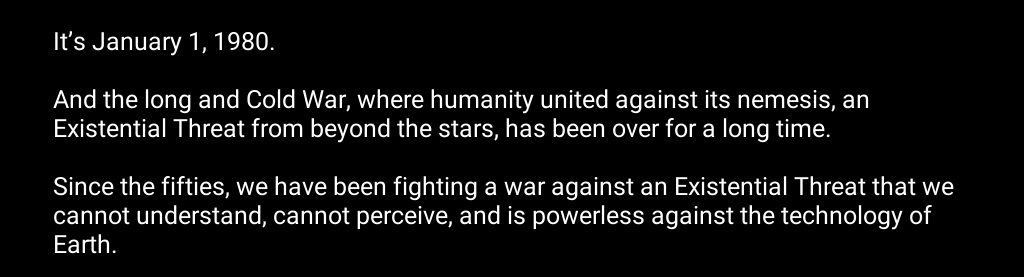 It’s January 1, 1980.
And the long and Cold War, where humanity united against its nemesis, an
Existential Threat from beyond the stars, has been over for a long time.
Since the fifties, we have been fighting a war against an Existential Threat that we
cannot understand, cannot perceive, and is powerless against the technology of
Earth.